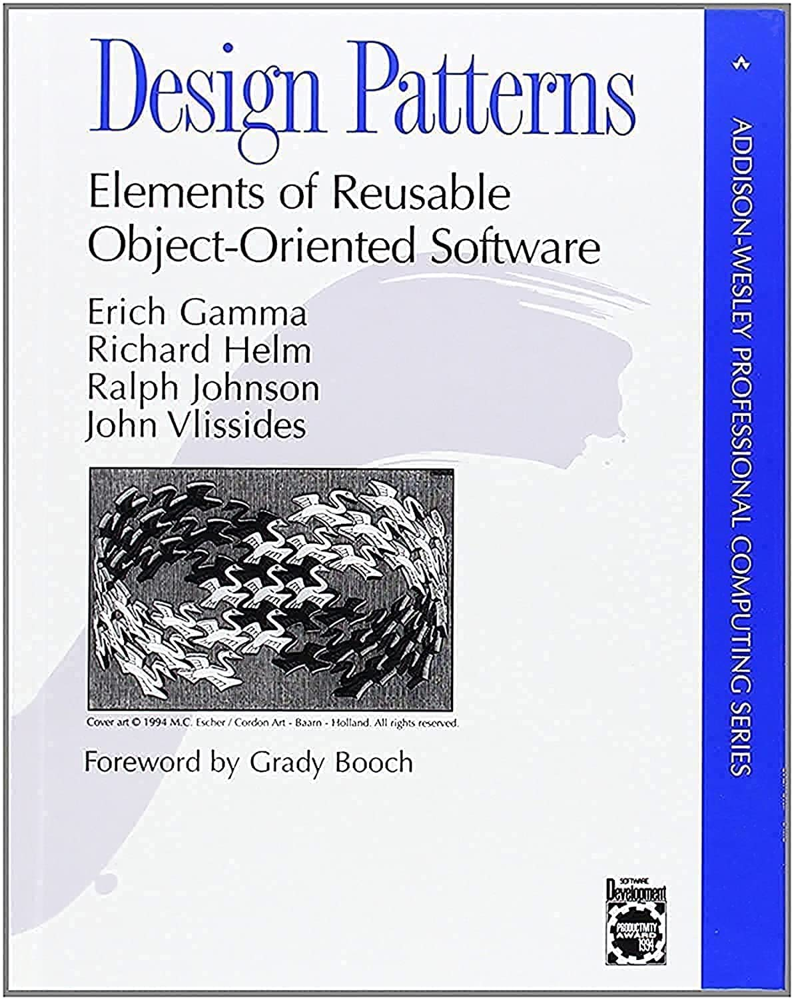 Design Patterns
Elements of Reusable
Object-Oriented Software
Erich Gamma
Richard Helm
Ralph Johnson
John Vlissides
Cover art © 1994 M.C. Escher / Cordon Art - Baarn - Holland. All rights reserved.
Foreword by Grady Booch
ADDISON-WESLEY PROFESSIONAL COMPUTING SERIES
SOFTWARE
Development
PRODUCTIVITY
AWARD
1994